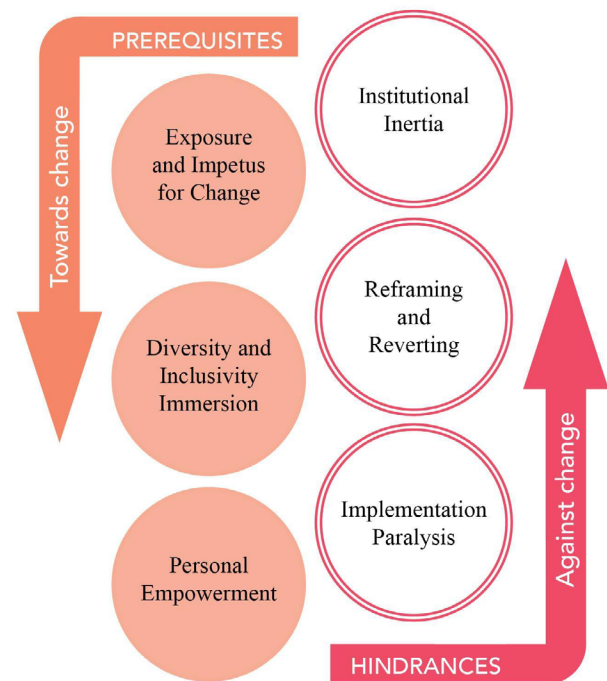 PREREQUISITES
Towards change
Exposure
and Impetus
for Change
Diversity and
Inclusivity
Immersion
Personal
Empowerment
Institutional
Inertia
Reframing
and
Reverting
Implementation
Paralysis
Against change
HINDRANCES